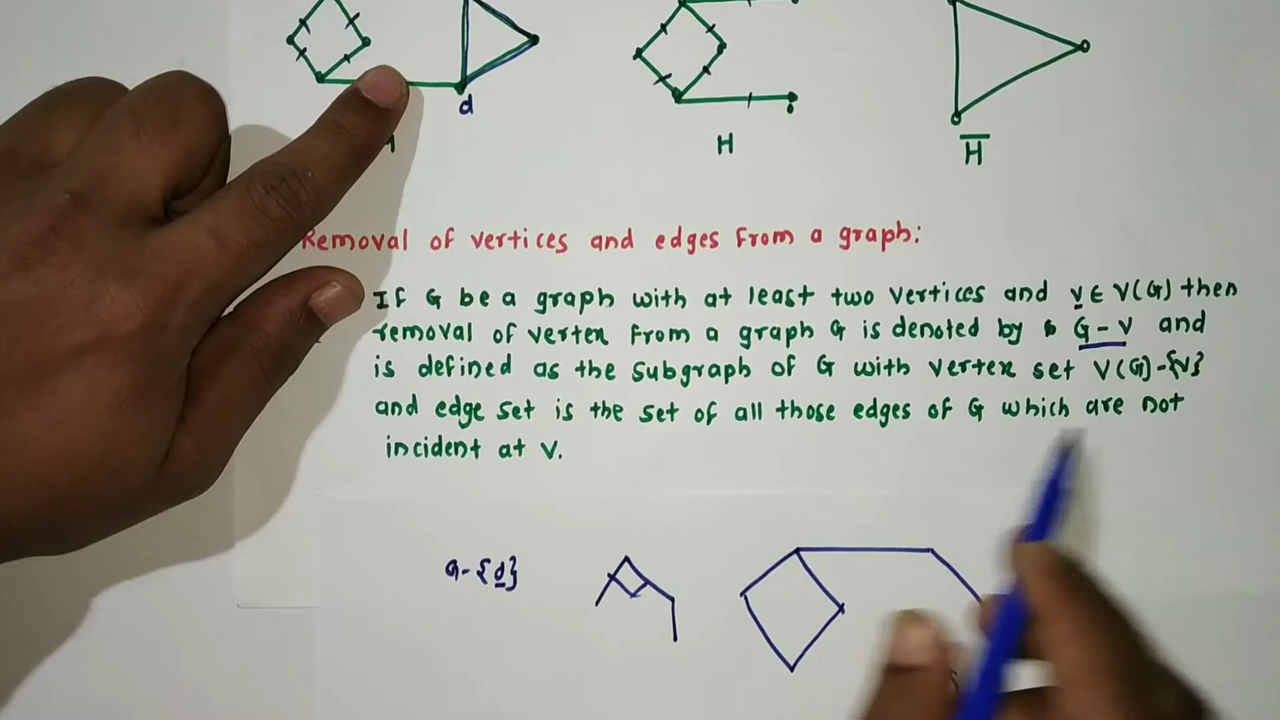 d
H
H
Removal of vertices and edges from a graph:
If G be a graph with at least two vertices and v ∈ V(G) then
removal of vertex from a graph G is denoted by G-v and
is defined as the subgraph of G with vertex set V(G)-{v}
and edge set is the set of all those edges of G which are not
incident at v.
G-{d}